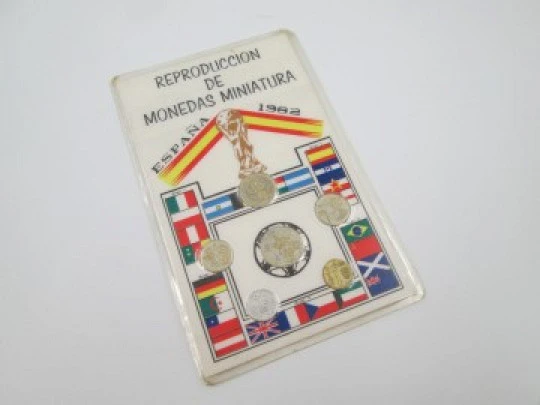 REPRODUCCION
DE
MONEDAS MINIATURA
ESPAÑA 1982